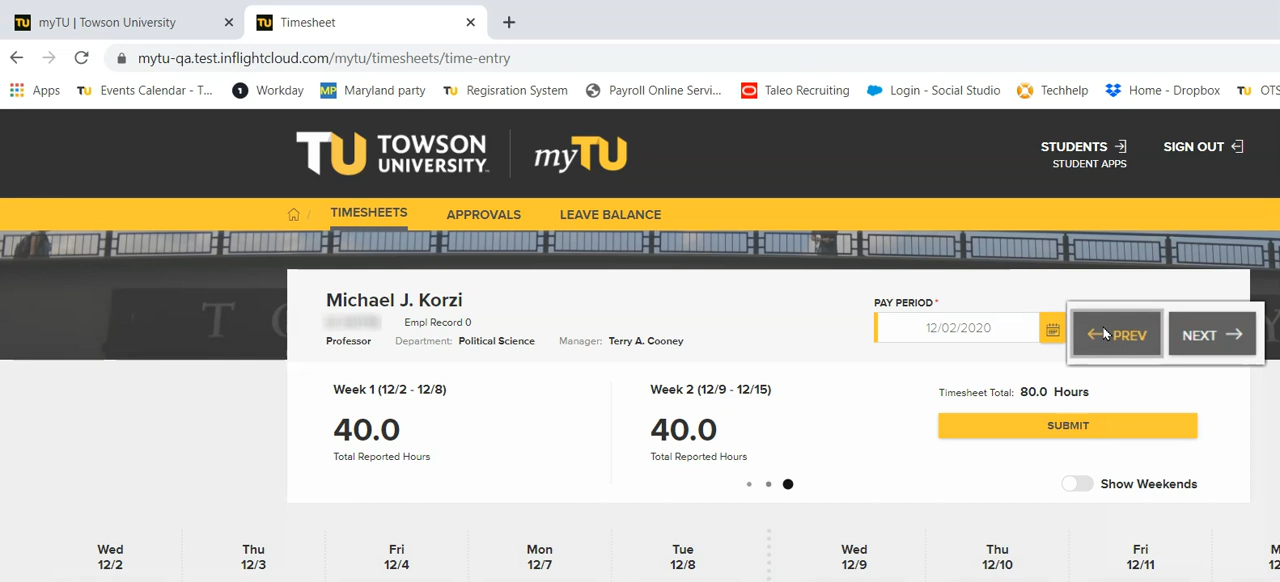 myTU | Towson University
Timesheet
mytu-qa.test.inflightcloud.com/mytu/timesheets/time-entry
Apps Events Calendar - T... Workday Maryland party Regisration System Payroll Online Servi... Taleo Recruiting Login - Social Studio Techhelp Home - Dropbox OTS
TU TOWSON UNIVERSITY. myTU
STUDENTS
STUDENT APPS
SIGN OUT
TIMESHEETS APPROVALS LEAVE BALANCE
Michael J. Korzi
Empl Record 0
Professor Department: Political Science Manager: Terry A. Cooney
PAY PERIOD*
12/02/2020
PREV NEXT
Week 1 (12/2 - 12/8)
40.0
Total Reported Hours
Week 2 (12/9 - 12/15)
40.0
Total Reported Hours
Timesheet Total: 80.0 Hours
SUBMIT
Show Weekends
Wed Thu Fri Mon Tue Wed Thu Fri M
12/2 12/3 12/4 12/7 12/8 12/9 12/10 12/11 12